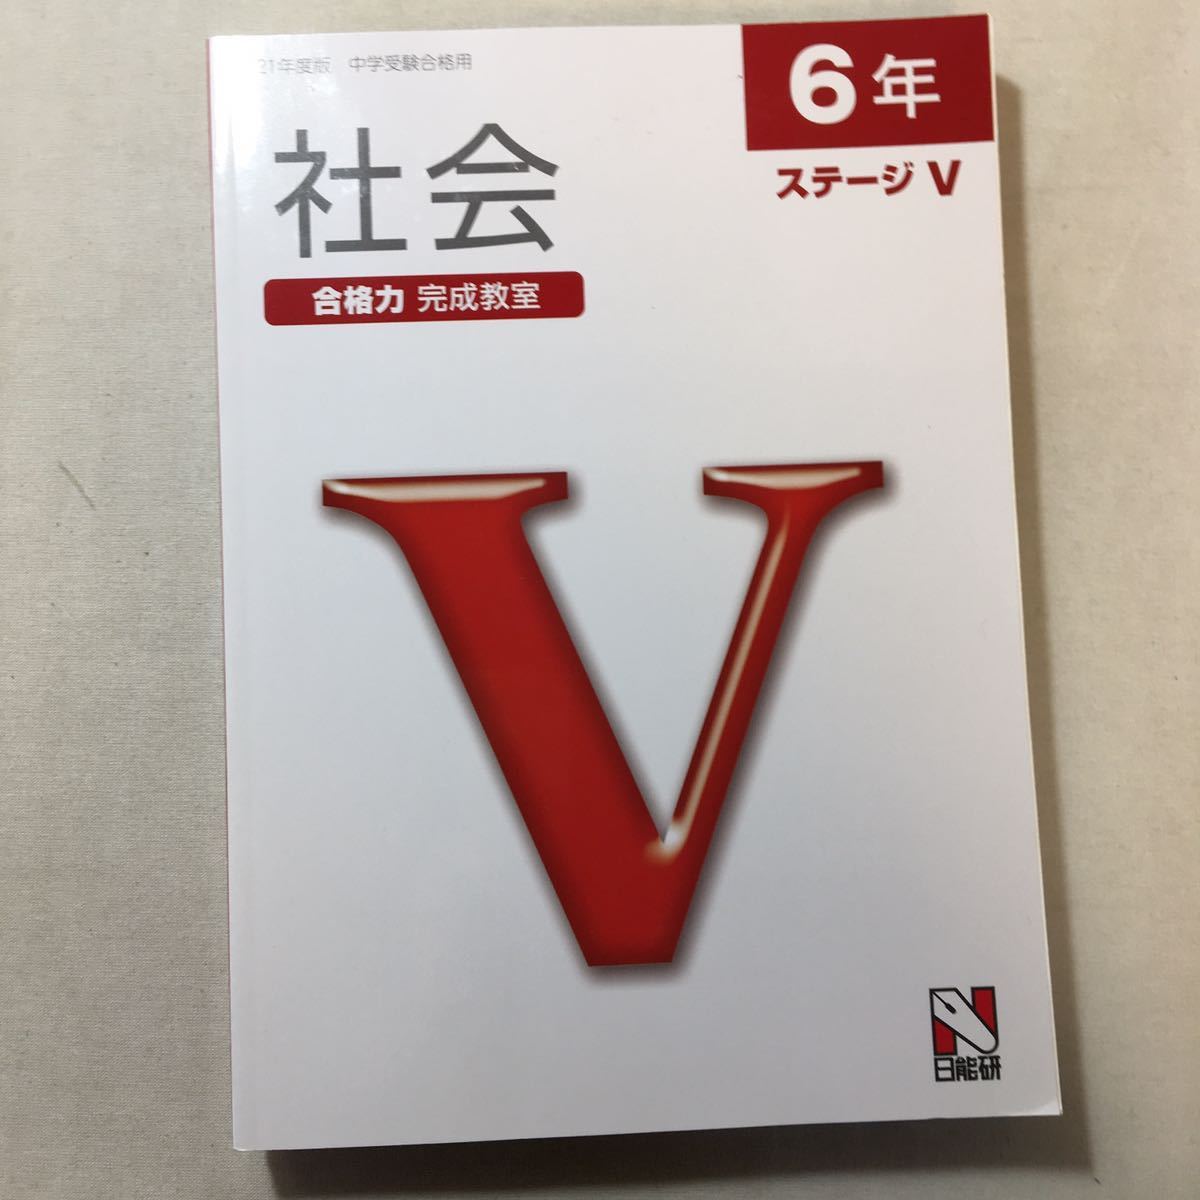 21年度版 中学受験合格用
6年
ステージ V
社会
合格力 完成教室
V
N
日能研